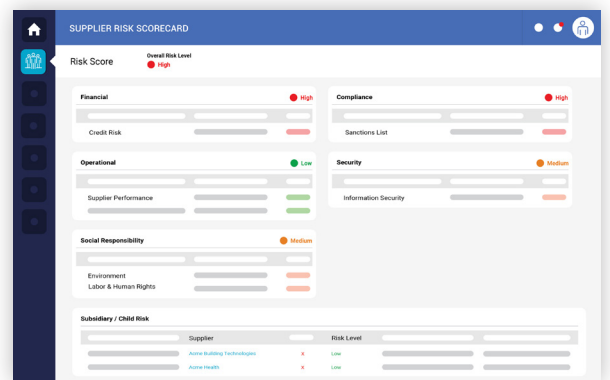 SUPPLIER RISK SCORECARD
Risk Score
Overall Risk Level
High
Financial High
Credit Risk
Compliance High
Sanctions List
Operational Low
Supplier Performance
Security Medium
Information Security
Social Responsibility Medium
Environment
Labor & Human Rights
Subsidiary / Child Risk
Supplier Risk Level
Acme Building Technologies x Low
Acme Health x Low